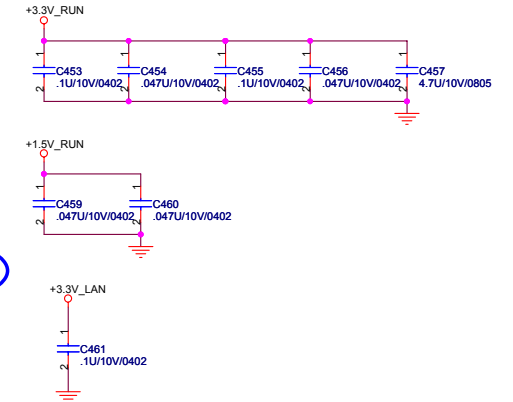 +3.3V_RUN
1 1 1 1 1
C453 C454 C455 C456 C457
.1U/10V/0402 .047U/10V/0402 .1U/10V/0402 .047U/10V/0402 4.7U/10V/0805
2 2 2 2 2
+1.5V_RUN
1 1
C459 C460
.047U/10V/0402 .047U/10V/0402
2 2
+3.3V_LAN
1
C461
.1U/10V/0402
2